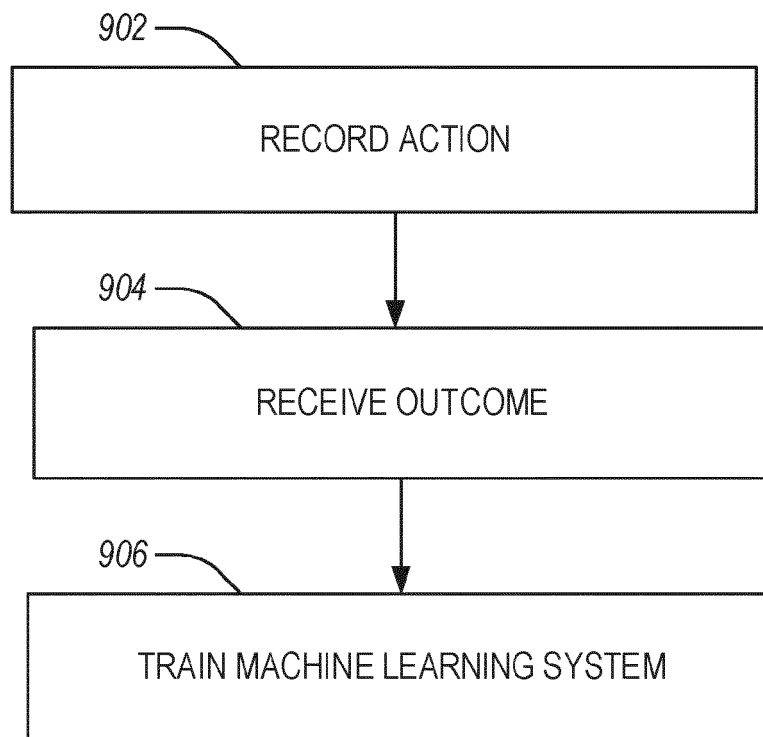 902
RECORD ACTION
904
RECEIVE OUTCOME
906
TRAIN MACHINE LEARNING SYSTEM